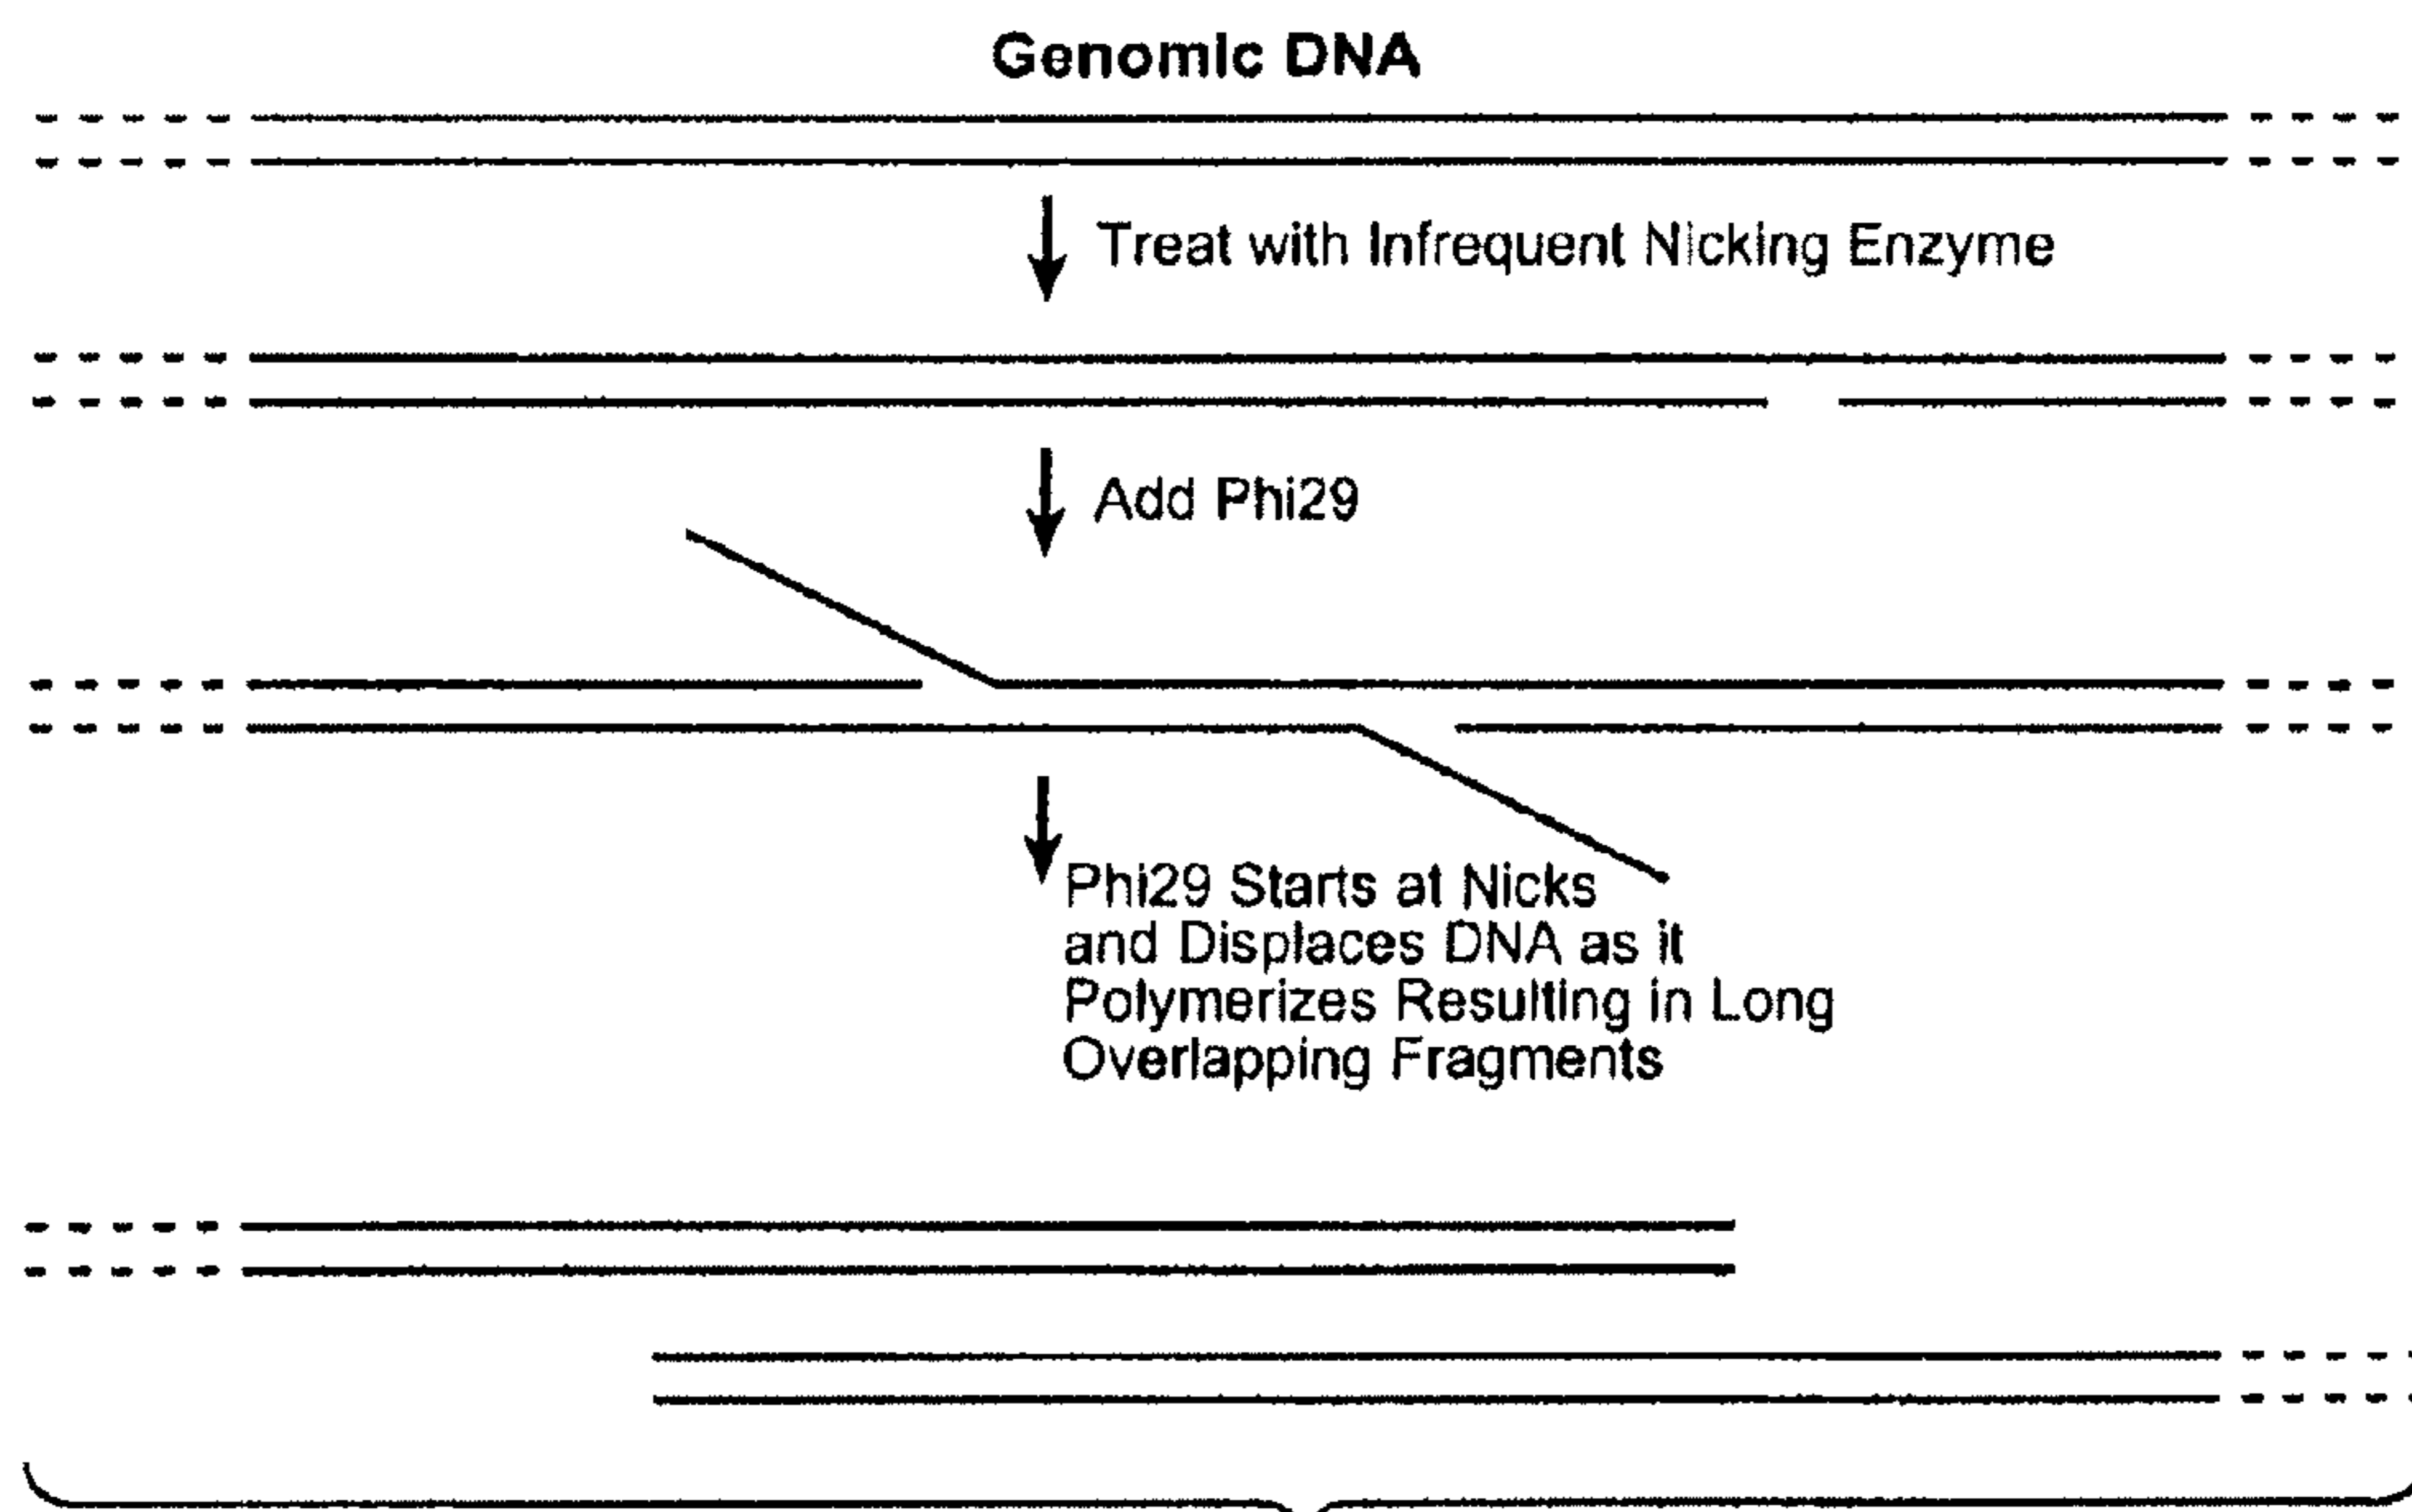 Genomic DNA
Treat with Infrequent Nicking Enzyme
Add Phi29
Phi29 Starts at Nicks
and Displaces DNA as it
Polymerizes Resulting in Long
Overlapping Fragments